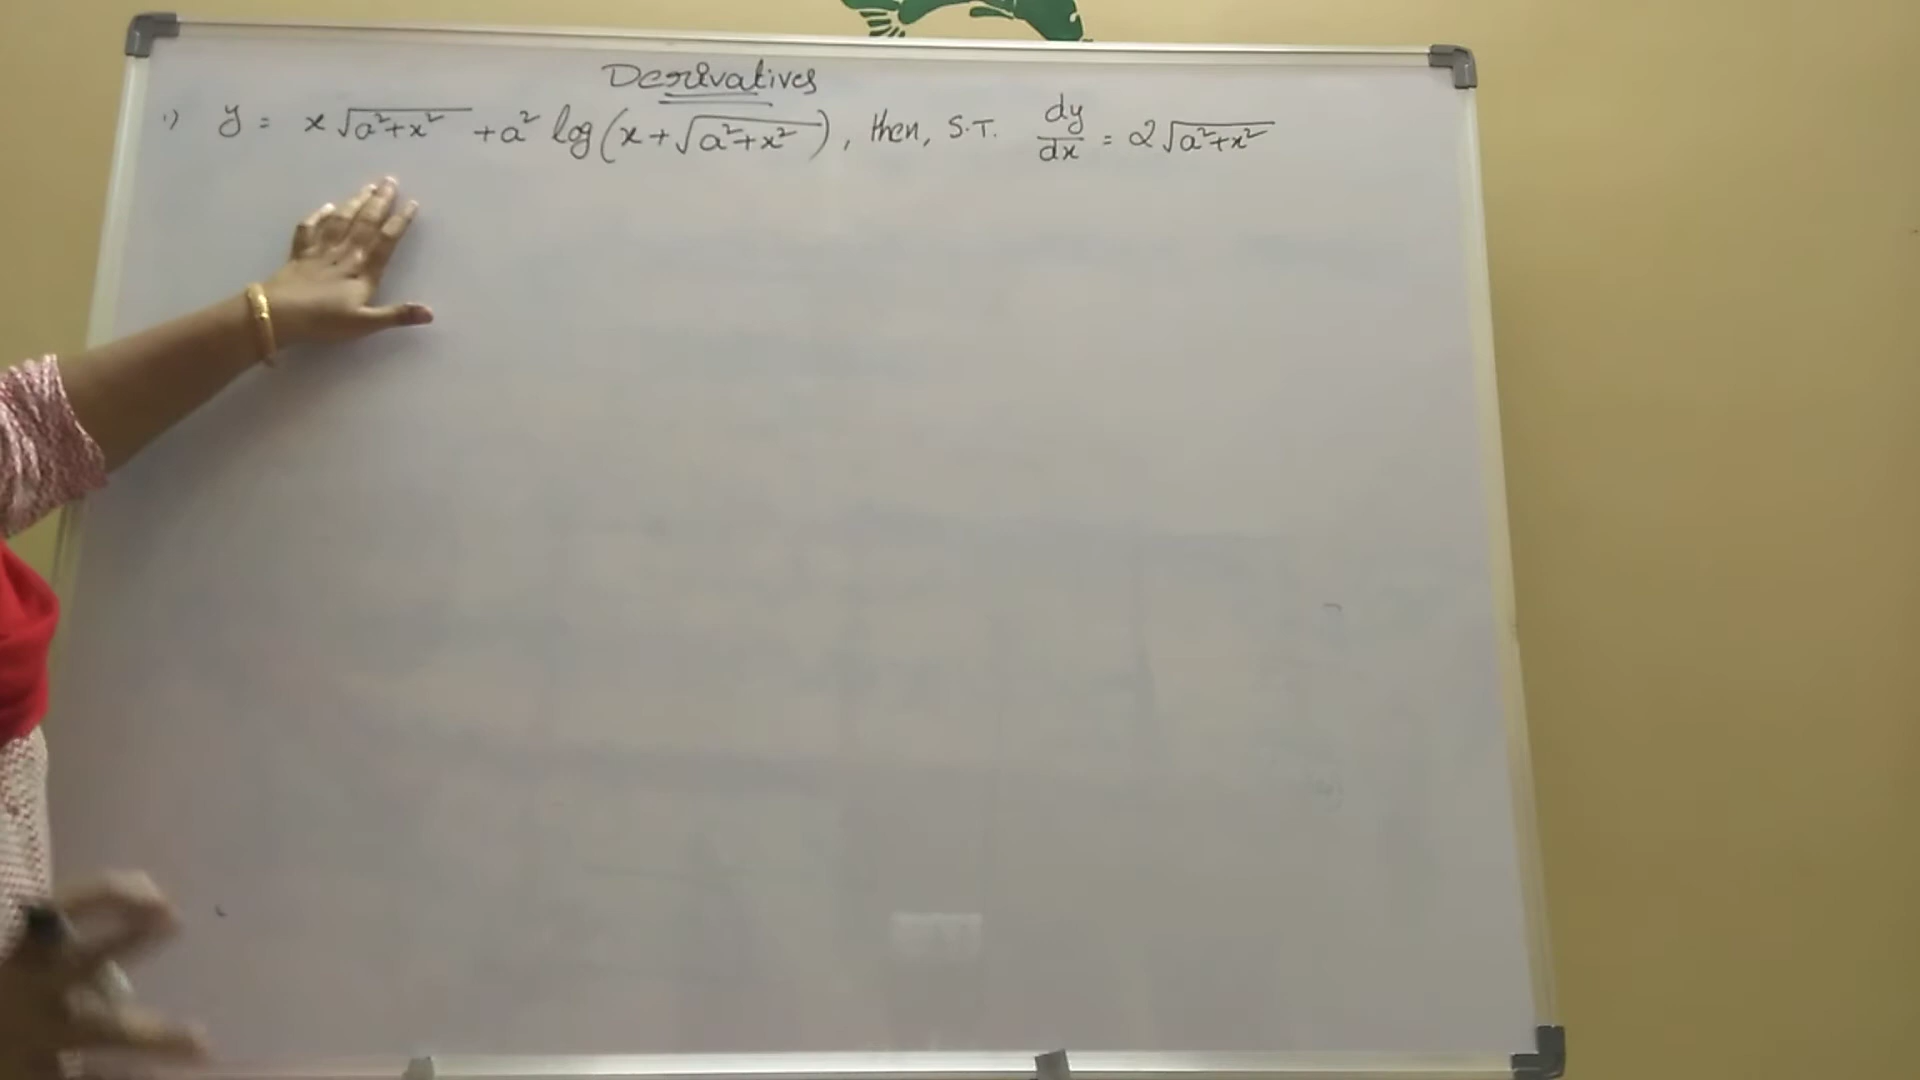 Derivatives
1) y = x√(a²+x²) + a² log(x+√(a²+x²)), then, S.T. dy/dx = 2√(a²+x²)